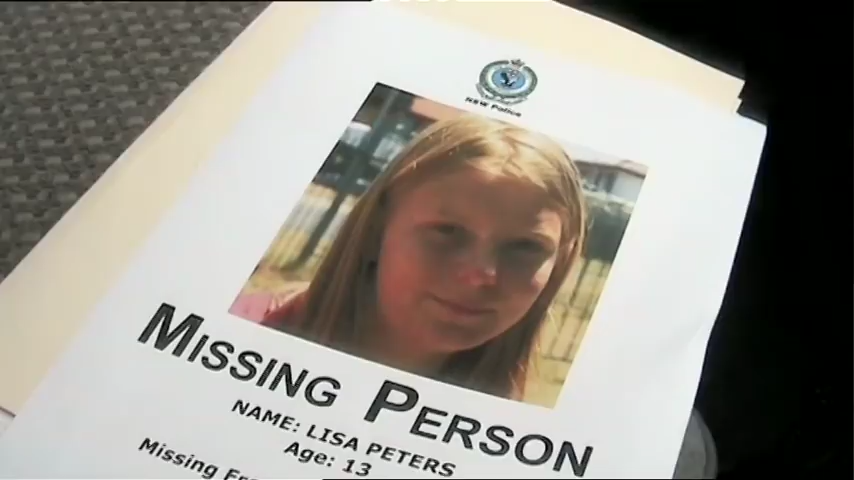 NSW Police
MISSING PERSON
NAME: LISA PETERS
Age: 13
Missing